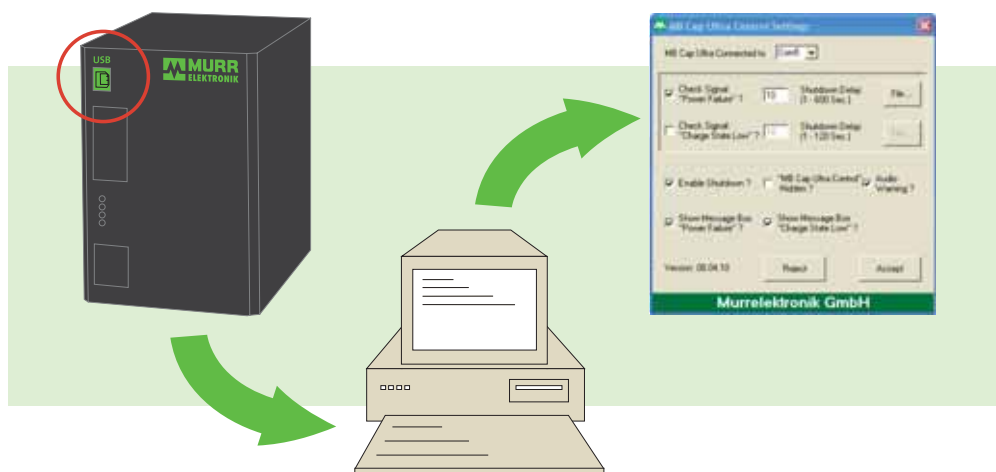 USB
MURR
ELEKTRONIK
MB Cap Ultra Control Settings
MB Cap Ultra Connected to
Check Signal
"Power Failure" ?
10
Shutdown Delay
(1 - 600 Sec.)
File...
Check Signal
"Charge State Low" ?
Shutdown Delay
(1 - 120 Sec.)
Enable Shutdown ?
"MB Cap Ultra Control"
Hidden ?
Audio
Warning ?
Show Message Box
"Power Failure" ?
Show Message Box
"Charge State Low" ?
Version: 08.04.10
Reject
Accept
Murrelektronik GmbH